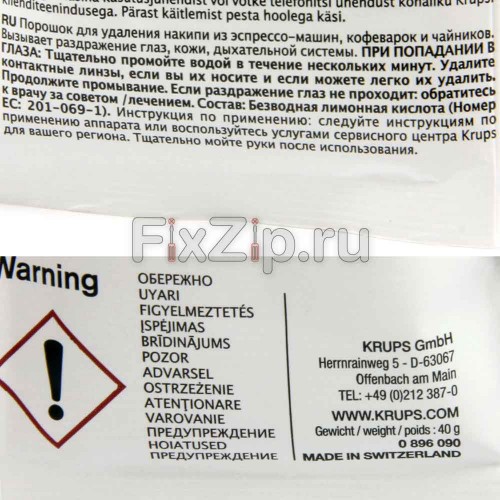 klienditeenindusega. Pärast käitlemist pesta hoolega käsi.
RU Порошок для удаления накипи из эспрессо-машин, кофеварок и чайников.
Вызывает раздражение глаз, кожи, дыхательной системы. ПРИ ПОПАДАНИИ В
ГЛАЗА: Тщательно промойте водой в течение нескольких минут. Удалите
контактные линзы, если вы их носите и если можете легко их удалить.
Продолжите промывание. Если раздражение глаз не проходит: обратитесь
к врачу за советом /лечением. Состав: Безводная лимонная кислота (Номер
ЕС: 201-069-1). Инструкция по применению: следуйте инструкциям по
применению аппарата или воспользуйтесь услугами сервисного центра Krups
для вашего региона. Тщательно мойте руки после использования.
FixZip.ru
Warning
ОБЕРЕЖНО
UYARI
FIGYELMEZTETÉS
ĮSPĖJIMAS
BRĪDINĀJUMS
POZOR
ADVARSEL
OSTRZEŻENIE
ATENŢIONARE
VAROVANIE
ПРЕДУПРЕЖДЕНИЕ
HOIATUSED
ПРЕДУПРЕЖДЕНИЕ
KRUPS GmbH
Herrnrainweg 5 - D-63067
Offenbach am Main
TEL: +49 (0)212 387-0
WWW.KRUPS.COM
Gewicht / weight / poids : 40 g
0 896 090
MADE IN SWITZERLAND